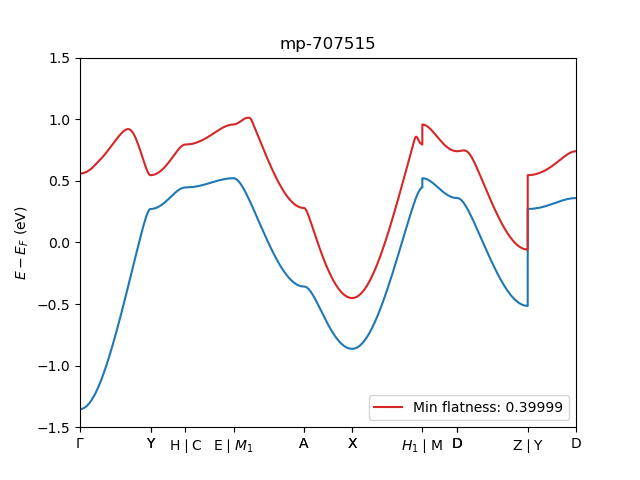 mp-707515
1.5
1.0
0.5
0.0
−0.5
−1.0
−1.5
E − E_F (eV)
Min flatness: 0.39999
Γ Y H | C E | M_1 A X H_1 | M D Z | Y D